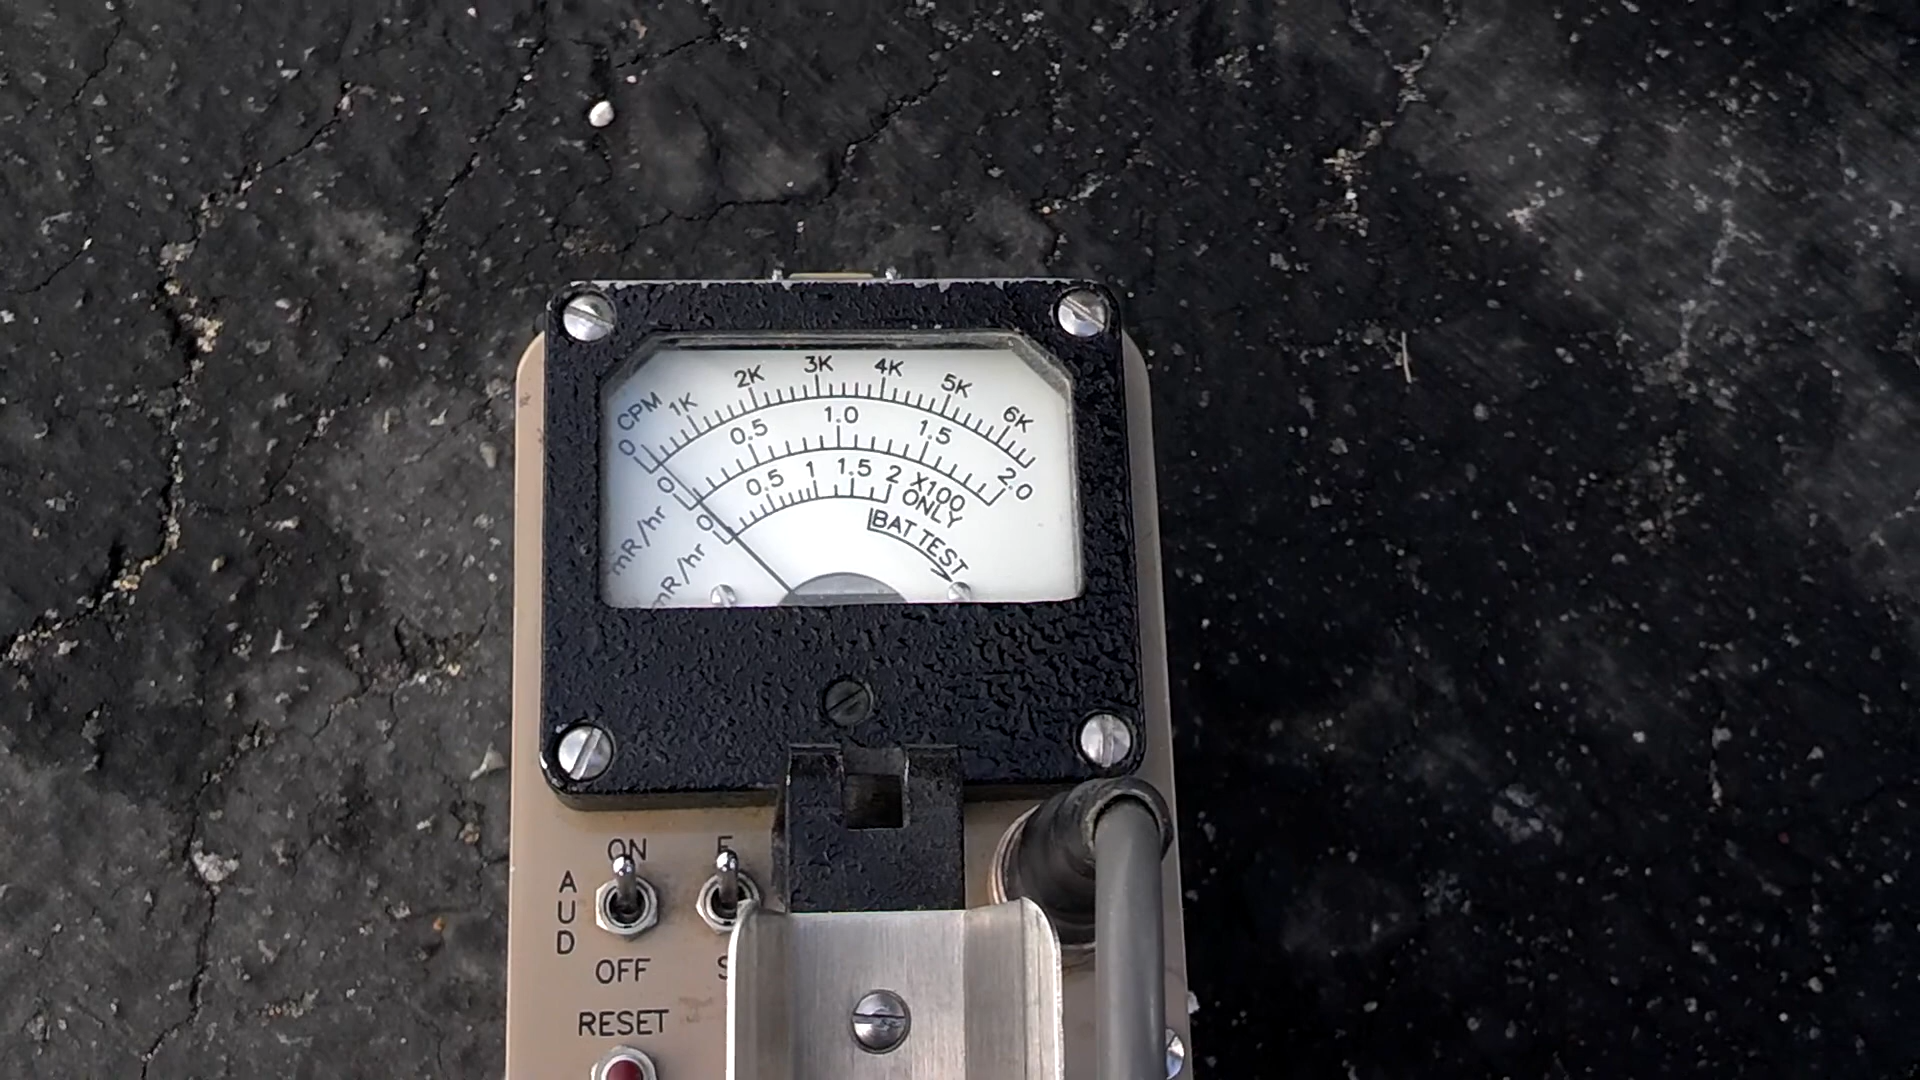 0 CPM 1K 2K 3K 4K 5K 6K
0 0.5 1.0 1.5 2.0
mR/hr
0 0.5 1 1.5 2 X100
ONLY
mR/hr
BAT TEST
ON
F
AUD
OFF
S
RESET